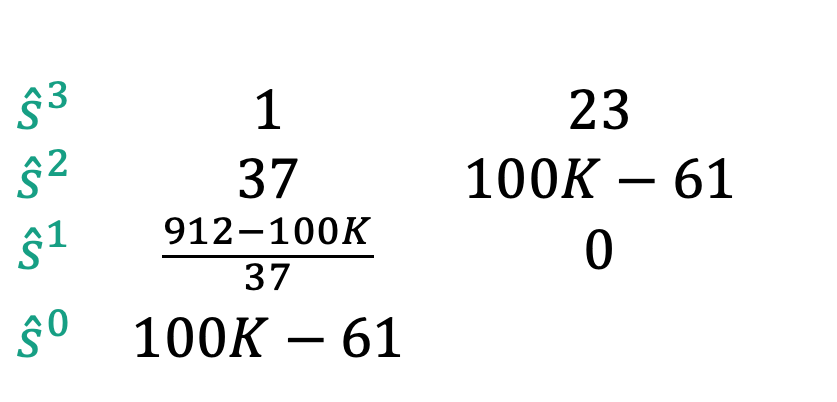 ŝ³ 1 23
ŝ² 37 100K − 61
ŝ¹ 912−100K/37 0
ŝ⁰ 100K − 61